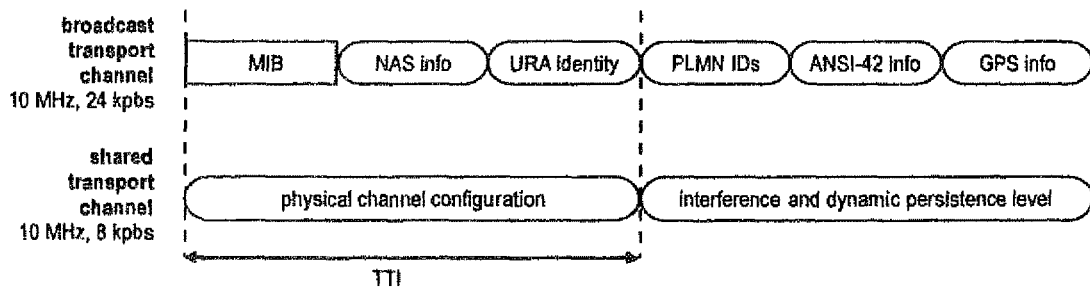 broadcast
transport
channel
10 MHz, 24 kpbs
MIB
NAS info
URA identity
PLMN IDs
ANSI-42 info
GPS info
shared
transport
channel
10 MHz, 8 kpbs
physical channel configuration
interference and dynamic persistence level
TTI